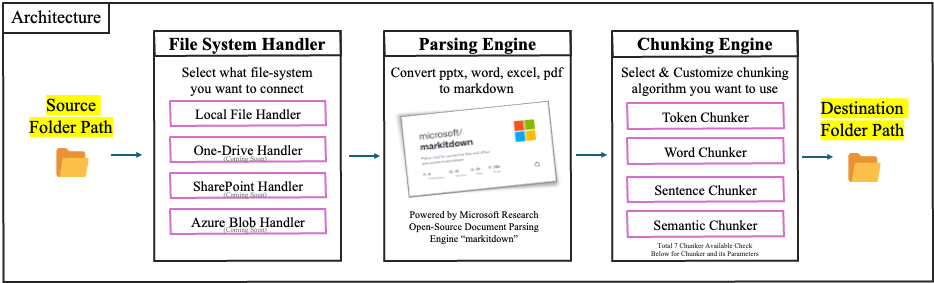 Architecture
Source
Folder Path
File System Handler
Select what file-system
you want to connect
Local File Handler
One-Drive Handler
(Coming Soon)
SharePoint Handler
(Coming Soon)
Azure Blob Handler
(Coming Soon)
Parsing Engine
Convert pptx, word, excel, pdf
to markdown
microsoft/
markitdown
Powered by Microsoft Research
Open-Source Document Parsing
Engine “markitdown”
Chunking Engine
Select & Customize chunking
algorithm you want to use
Token Chunker
Word Chunker
Sentence Chunker
Semantic Chunker
Total 7 Chunker Available Check
Below for Chunker and its Parameters
Destination
Folder Path